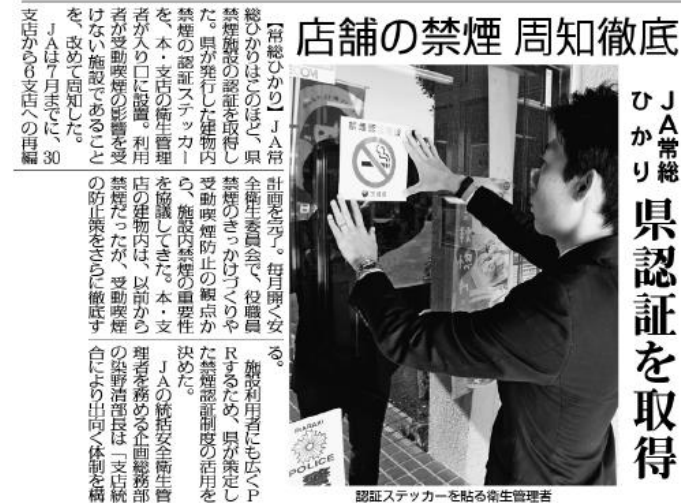 店舗の禁煙 周知徹底
JA常総ひかり
県認証を取得
【常総ひかり】JA常
総ひかりはこのほど、県
禁煙施設の認証を取得し
た。県が発行した建物内
禁煙の認証ステッカー
を、本・支店の衛生管理
者が入り口に設置。利用
者が受動喫煙の影響を受
けない施設であること
を、改めて周知した。
JAは7月までに、30
支店から6支店への再編
計画を完了。毎月開く安
全衛生委員会で、役職員
禁煙のきっかけづくりや
受動喫煙防止の観点か
ら、施設内禁煙の重要性
を協議してきた。本・支
店の建物内は、以前から
禁煙だったが、受動喫煙
の防止策をさらに徹底す
る。
施設利用者にも広くP
Rするため、県が策定し
た禁煙認証制度の活用を
決めた。
JAの統括安全衛生管
理者を務める企画総務部
の染野清部長は「支店統
合により出向く体制を構
IBARAKI
POLICE
認証ステッカーを貼る衛生管理者